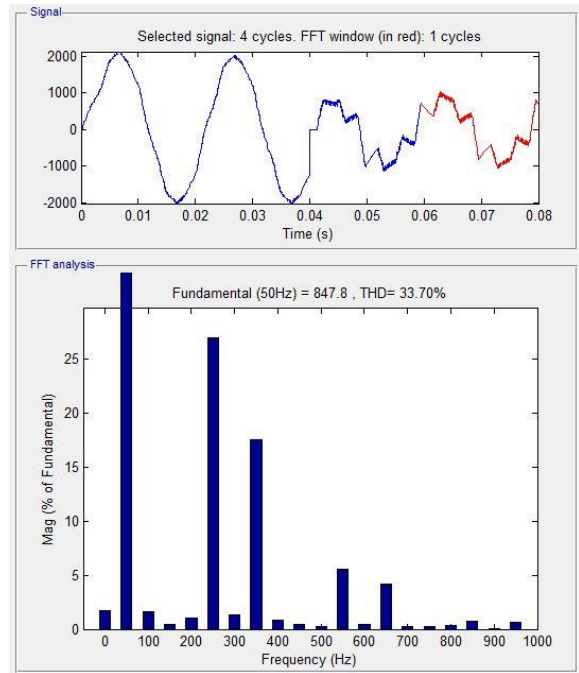 Signal
Selected signal: 4 cycles. FFT window (in red): 1 cycles
2000
1000
0
-1000
-2000
0 0.01 0.02 0.03 0.04 0.05 0.06 0.07 0.08
Time (s)
FFT analysis
Fundamental (50Hz) = 847.8 , THD= 33.70%
Mag (% of Fundamental)
25
20
15
10
5
0
0 100 200 300 400 500 600 700 800 900 1000
Frequency (Hz)